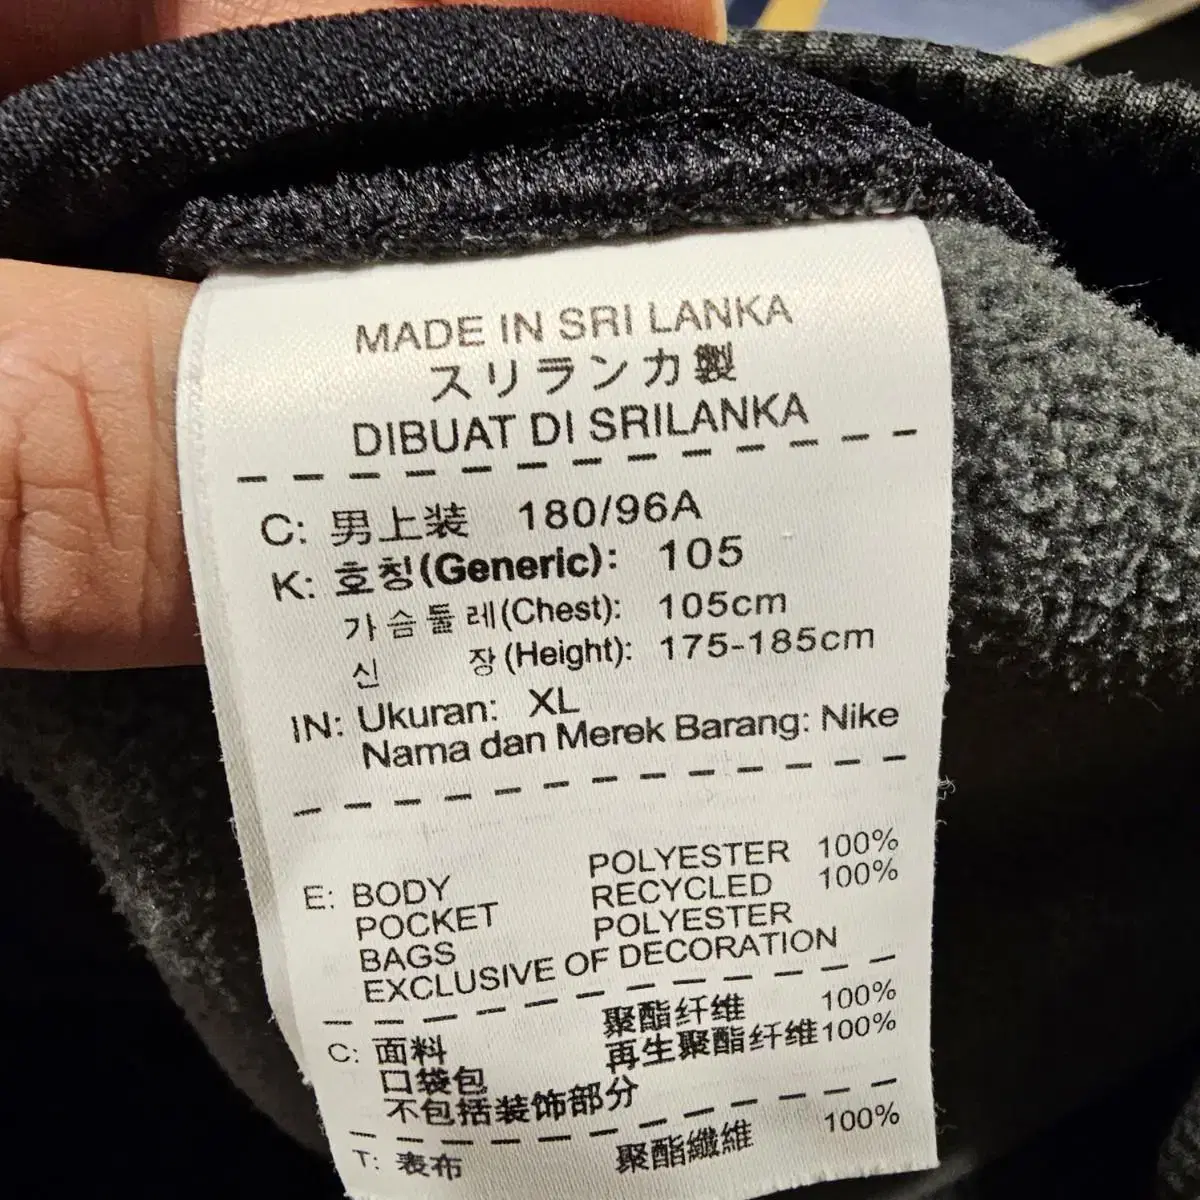 MADE IN SRI LANKA
スリランカ製
DIBUAT DI SRILANKA
C: 男上装 180/96A
K: 호칭(Generic): 105
가슴둘레(Chest): 105cm
신 장(Height): 175-185cm
IN: Ukuran: XL
Nama dan Merek Barang: Nike
E: BODY POLYESTER 100%
POCKET RECYCLED 100%
BAGS POLYESTER
EXCLUSIVE OF DECORATION
C: 面料 聚酯纤维 100%
口袋包 再生聚酯纤维100%
不包括装饰部分
T: 表布 聚酯纖維 100%